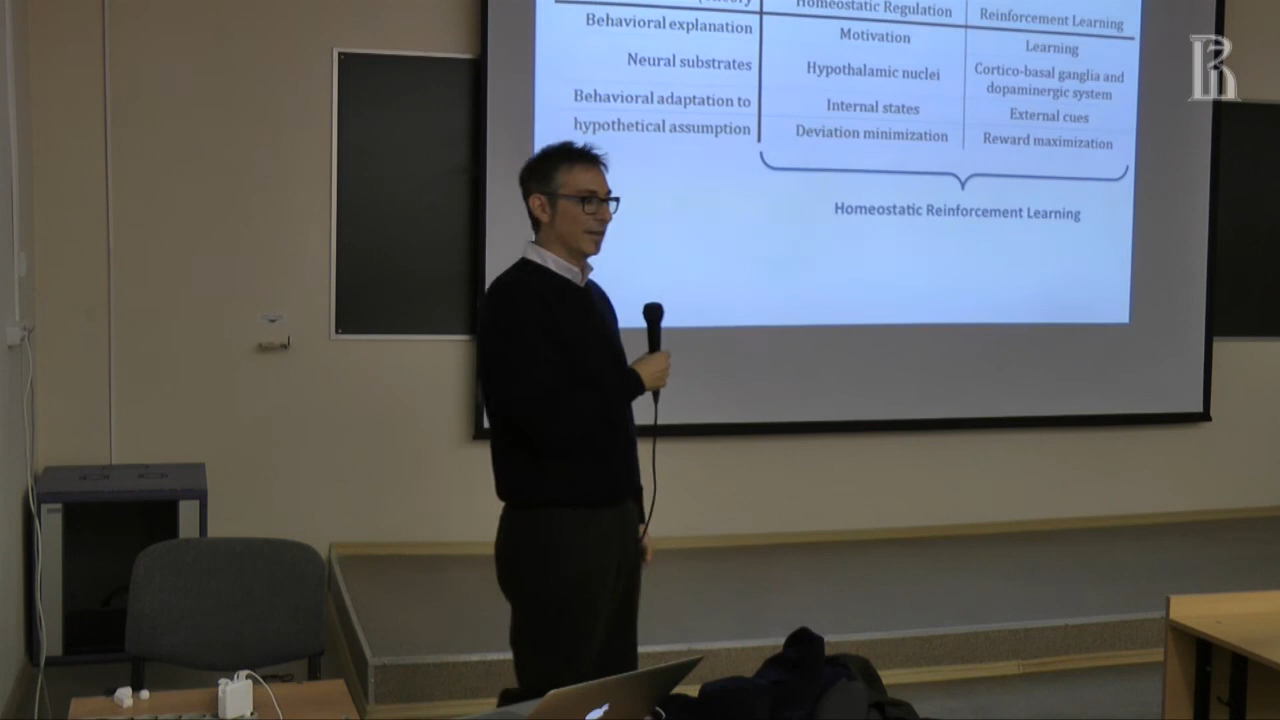 Homeostatic Regulation
Reinforcement Learning
Behavioral explanation
Motivation
Learning
Neural substrates
Hypothalamic nuclei
Cortico-basal ganglia and
dopaminergic system
Behavioral adaptation to
Internal states
External cues
hypothetical assumption
Deviation minimization
Reward maximization
Homeostatic Reinforcement Learning